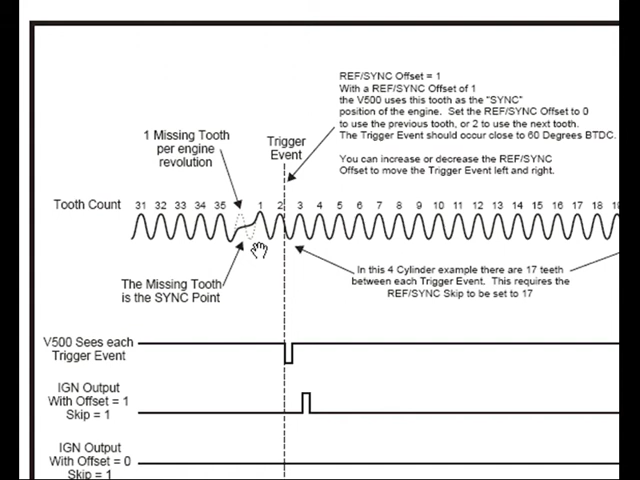 REF/SYNC Offset = 1
With a REF/SYNC Offset of 1
the V500 uses this tooth as the "SYNC"
position of the engine. Set the REF/SYNC Offset to 0
to use the previous tooth, or 2 to use the next tooth.
The Trigger Event should occur close to 60 Degrees BTDC.
You can increase or decrease the REF/SYNC
Offset to move the Trigger Event left and right.
1 Missing Tooth
per engine
revolution
Trigger
Event
Tooth Count
31 32 33 34 35 1 2 3 4 5 6 7 8 9 10 11 12 13 14 15 16 17 18
The Missing Tooth
is the SYNC Point
In this 4 Cylinder example there are 17 teeth
between each Trigger Event. This requires the
REF/SYNC Skip to be set to 17
V500 Sees each
Trigger Event
IGN Output
With Offset = 1
Skip = 1
IGN Output
With Offset = 0
Skip = 1